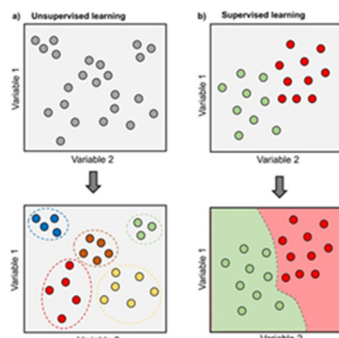 a) Unsupervised learning
Variable 1
Variable 2
Variable 1
b) Supervised learning
Variable 1
Variable 2
Variable 1